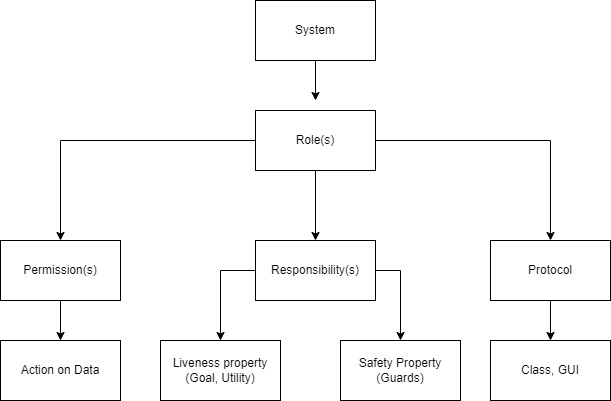 System
Role(s)
Permission(s)
Responsibility(s)
Protocol
Action on Data
Liveness property
(Goal, Utility)
Safety Property
(Guards)
Class, GUI